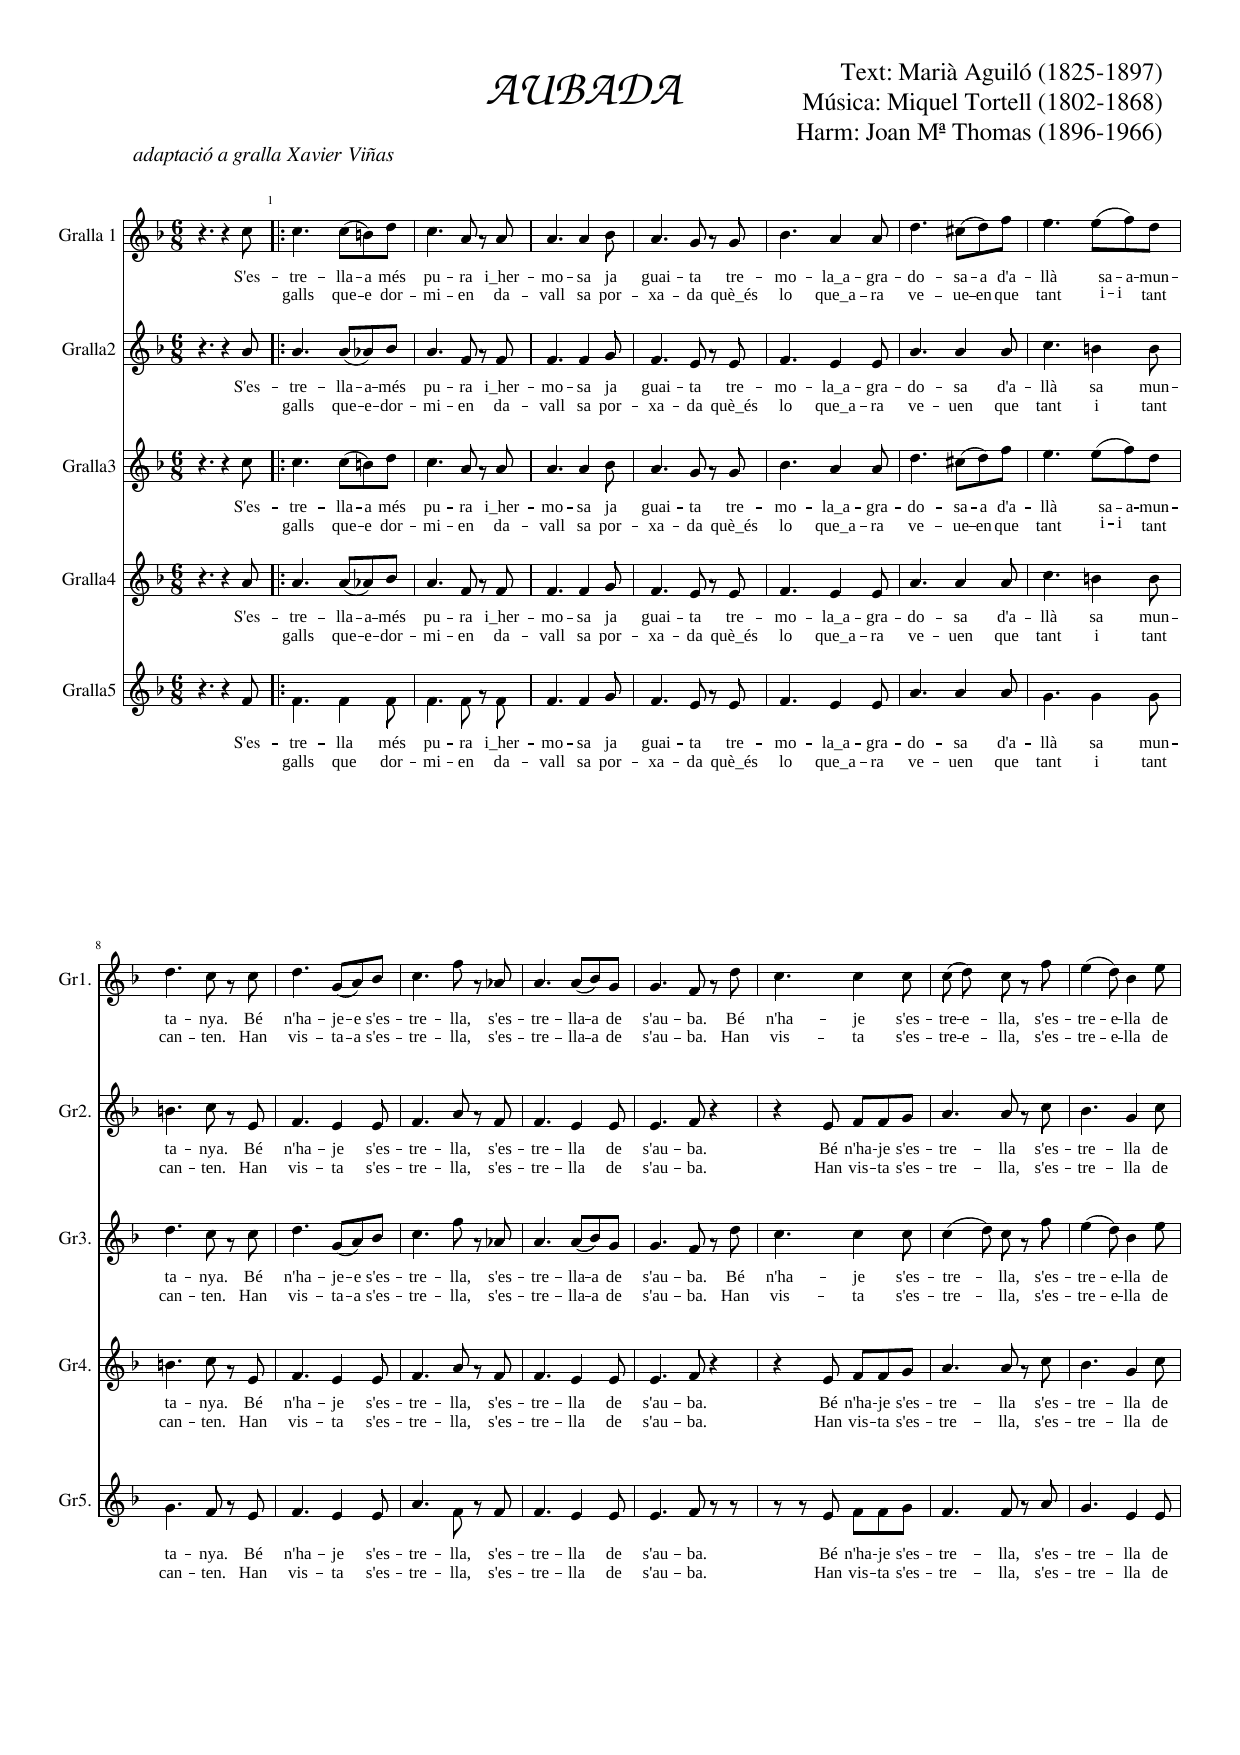 AUBADA
Text: Marià Aguiló (1825-1897)
Música: Miquel Tortell (1802-1868)
Harm: Joan Mª Thomas (1896-1966)
adaptació a gralla Xavier Viñas
1
Gralla 1
S'es - tre - lla - a més pu - ra i_her - mo - sa ja guai - ta tre - mo - la_a - gra - do - sa - a d'a - llà sa - a - mun -
galls que - e dor - mi - en da - vall sa por - xa - da què_és lo que_a - ra ve - ue - en que tant i - i tant
Gralla2
S'es - tre - lla - a - més pu - ra i_her - mo - sa ja guai - ta tre - mo - la_a - gra - do - sa d'a - llà sa mun -
galls que - e - dor - mi - en da - vall sa por - xa - da què_és lo que_a - ra ve - uen que tant i tant
Gralla3
S'es - tre - lla - a més pu - ra i_her - mo - sa ja guai - ta tre - mo - la_a - gra - do - sa - a d'a - llà sa - a - mun -
galls que - e dor - mi - en da - vall sa por - xa - da què_és lo que_a - ra ve - ue - en que tant i - i tant
Gralla4
S'es - tre - lla - a - més pu - ra i_her - mo - sa ja guai - ta tre - mo - la_a - gra - do - sa d'a - llà sa mun -
galls que - e - dor - mi - en da - vall sa por - xa - da què_és lo que_a - ra ve - uen que tant i tant
Gralla5
S'es - tre - lla més pu - ra i_her - mo - sa ja guai - ta tre - mo - la_a - gra - do - sa d'a - llà sa mun -
galls que dor - mi - en da - vall sa por - xa - da què_és lo que_a - ra ve - uen que tant i tant
8
Gr1.
ta - nya. Bé n'ha - je - e s'es - tre - lla, s'es - tre - lla - a de s'au - ba. Bé n'ha - je s'es - tre - e - lla, s'es - tre - e - lla de
can - ten. Han vis - ta - a s'es - tre - lla, s'es - tre - lla - a de s'au - ba. Han vis - ta s'es - tre - e - lla, s'es - tre - e - lla de
Gr2.
ta - nya. Bé n'ha - je s'es - tre - lla, s'es - tre - lla de s'au - ba. Bé n'ha - je s'es - tre - lla s'es - tre - lla de
can - ten. Han vis - ta s'es - tre - lla, s'es - tre - lla de s'au - ba. Han vis - ta s'es - tre - lla, s'es - tre - lla de
Gr3.
ta - nya. Bé n'ha - je - e s'es - tre - lla, s'es - tre - lla - a de s'au - ba. Bé n'ha - je s'es - tre - lla, s'es - tre - e - lla de
can - ten. Han vis - ta - a s'es - tre - lla, s'es - tre - lla - a de s'au - ba. Han vis - ta s'es - tre - lla, s'es - tre - e - lla de
Gr4.
ta - nya. Bé n'ha - je s'es - tre - lla, s'es - tre - lla de s'au - ba. Bé n'ha - je s'es - tre - lla s'es - tre - lla de
can - ten. Han vis - ta s'es - tre - lla, s'es - tre - lla de s'au - ba. Han vis - ta s'es - tre - lla, s'es - tre - lla de
Gr5.
ta - nya. Bé n'ha - je s'es - tre - lla, s'es - tre - lla de s'au - ba. Bé n'ha - je s'es - tre - lla, s'es - tre - lla de
can - ten. Han vis - ta s'es - tre - lla, s'es - tre - lla de s'au - ba. Han vis - ta s'es - tre - lla, s'es - tre - lla de